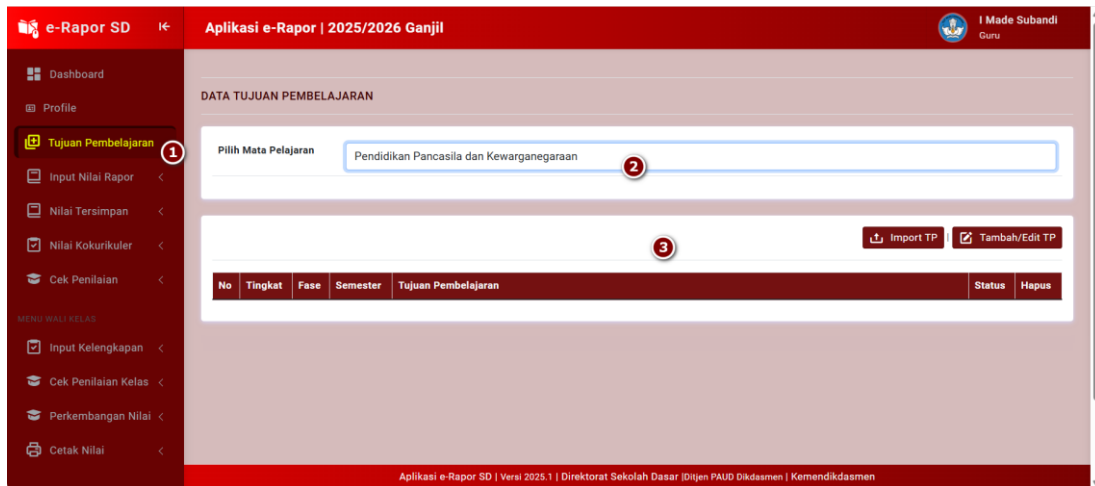 e-Rapor SD
Aplikasi e-Rapor | 2025/2026 Ganjil
I Made Subandi
Guru
Dashboard
Profile
Tujuan Pembelajaran
1
Input Nilai Rapor
Nilai Tersimpan
Nilai Kokurikuler
Cek Penilaian
MENU WALI KELAS
Input Kelengkapan
Cek Penilaian Kelas
Perkembangan Nilai
Cetak Nilai
DATA TUJUAN PEMBELAJARAN
Pilih Mata Pelajaran
Pendidikan Pancasila dan Kewarganegaraan
2
3
Import TP | Tambah/Edit TP
No Tingkat Fase Semester Tujuan Pembelajaran Status Hapus
Aplikasi e-Rapor SD | Versi 2025.1 | Direktorat Sekolah Dasar |Ditjen PAUD Dikdasmen | Kemendikdasmen